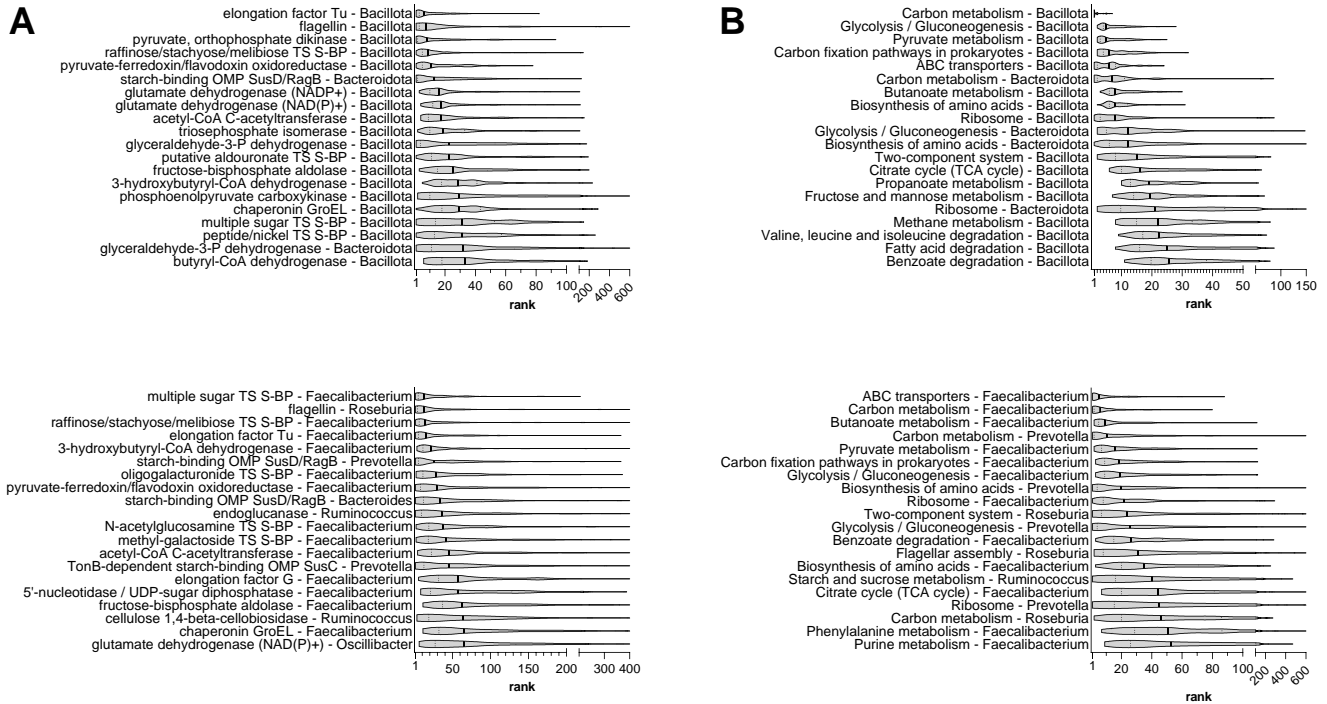 A
elongation factor Tu - Bacillota
flagellin - Bacillota
pyruvate, orthophosphate dikinase - Bacillota
raffinose/stachyose/melibiose TS S-BP - Bacillota
pyruvate-ferredoxin/flavodoxin oxidoreductase - Bacillota
starch-binding OMP SusD/RagB - Bacteroidota
glutamate dehydrogenase (NADP+) - Bacillota
glutamate dehydrogenase (NAD(P)+) - Bacillota
acetyl-CoA C-acetyltransferase - Bacillota
triosephosphate isomerase - Bacillota
glyceraldehyde-3-P dehydrogenase - Bacillota
putative aldouronate TS S-BP - Bacillota
fructose-bisphosphate aldolase - Bacillota
3-hydroxybutyryl-CoA dehydrogenase - Bacillota
phosphoenolpyruvate carboxykinase - Bacillota
chaperonin GroEL - Bacillota
multiple sugar TS S-BP - Bacillota
peptide/nickel TS S-BP - Bacillota
glyceraldehyde-3-P dehydrogenase - Bacteroidota
butyryl-CoA dehydrogenase - Bacillota
1 20 40 60 80 100 200 400 600
rank
B
Carbon metabolism - Bacillota
Glycolysis / Gluconeogenesis - Bacillota
Pyruvate metabolism - Bacillota
Carbon fixation pathways in prokaryotes - Bacillota
ABC transporters - Bacillota
Carbon metabolism - Bacteroidota
Butanoate metabolism - Bacillota
Biosynthesis of amino acids - Bacillota
Ribosome - Bacillota
Glycolysis / Gluconeogenesis - Bacteroidota
Biosynthesis of amino acids - Bacteroidota
Two-component system - Bacillota
Citrate cycle (TCA cycle) - Bacillota
Propanoate metabolism - Bacillota
Fructose and mannose metabolism - Bacillota
Ribosome - Bacteroidota
Methane metabolism - Bacillota
Valine, leucine and isoleucine degradation - Bacillota
Fatty acid degradation - Bacillota
Benzoate degradation - Bacillota
1 10 20 30 40 50 100 150
rank
multiple sugar TS S-BP - Faecalibacterium
flagellin - Roseburia
raffinose/stachyose/melibiose TS S-BP - Faecalibacterium
elongation factor Tu - Faecalibacterium
3-hydroxybutyryl-CoA dehydrogenase - Faecalibacterium
starch-binding OMP SusD/RagB - Prevotella
oligogalacturonide TS S-BP - Faecalibacterium
pyruvate-ferredoxin/flavodoxin oxidoreductase - Faecalibacterium
starch-binding OMP SusD/RagB - Bacteroides
endoglucanase - Ruminococcus
N-acetylglucosamine TS S-BP - Faecalibacterium
methyl-galactoside TS S-BP - Faecalibacterium
acetyl-CoA C-acetyltransferase - Faecalibacterium
TonB-dependent starch-binding OMP SusC - Prevotella
elongation factor G - Faecalibacterium
5'-nucleotidase / UDP-sugar diphosphatase - Faecalibacterium
fructose-bisphosphate aldolase - Faecalibacterium
cellulose 1,4-beta-cellobiosidase - Ruminococcus
chaperonin GroEL - Faecalibacterium
glutamate dehydrogenase (NAD(P)+) - Oscillibacter
1 50 100 150 200 300 400
rank
ABC transporters - Faecalibacterium
Carbon metabolism - Faecalibacterium
Butanoate metabolism - Faecalibacterium
Carbon metabolism - Prevotella
Pyruvate metabolism - Faecalibacterium
Carbon fixation pathways in prokaryotes - Faecalibacterium
Glycolysis / Gluconeogenesis - Faecalibacterium
Biosynthesis of amino acids - Prevotella
Ribosome - Faecalibacterium
Two-component system - Roseburia
Glycolysis / Gluconeogenesis - Prevotella
Benzoate degradation - Faecalibacterium
Flagellar assembly - Roseburia
Biosynthesis of amino acids - Faecalibacterium
Starch and sucrose metabolism - Ruminococcus
Citrate cycle (TCA cycle) - Faecalibacterium
Ribosome - Prevotella
Carbon metabolism - Roseburia
Phenylalanine metabolism - Faecalibacterium
Purine metabolism - Faecalibacterium
1 20 40 60 80 100 200 400 600
rank